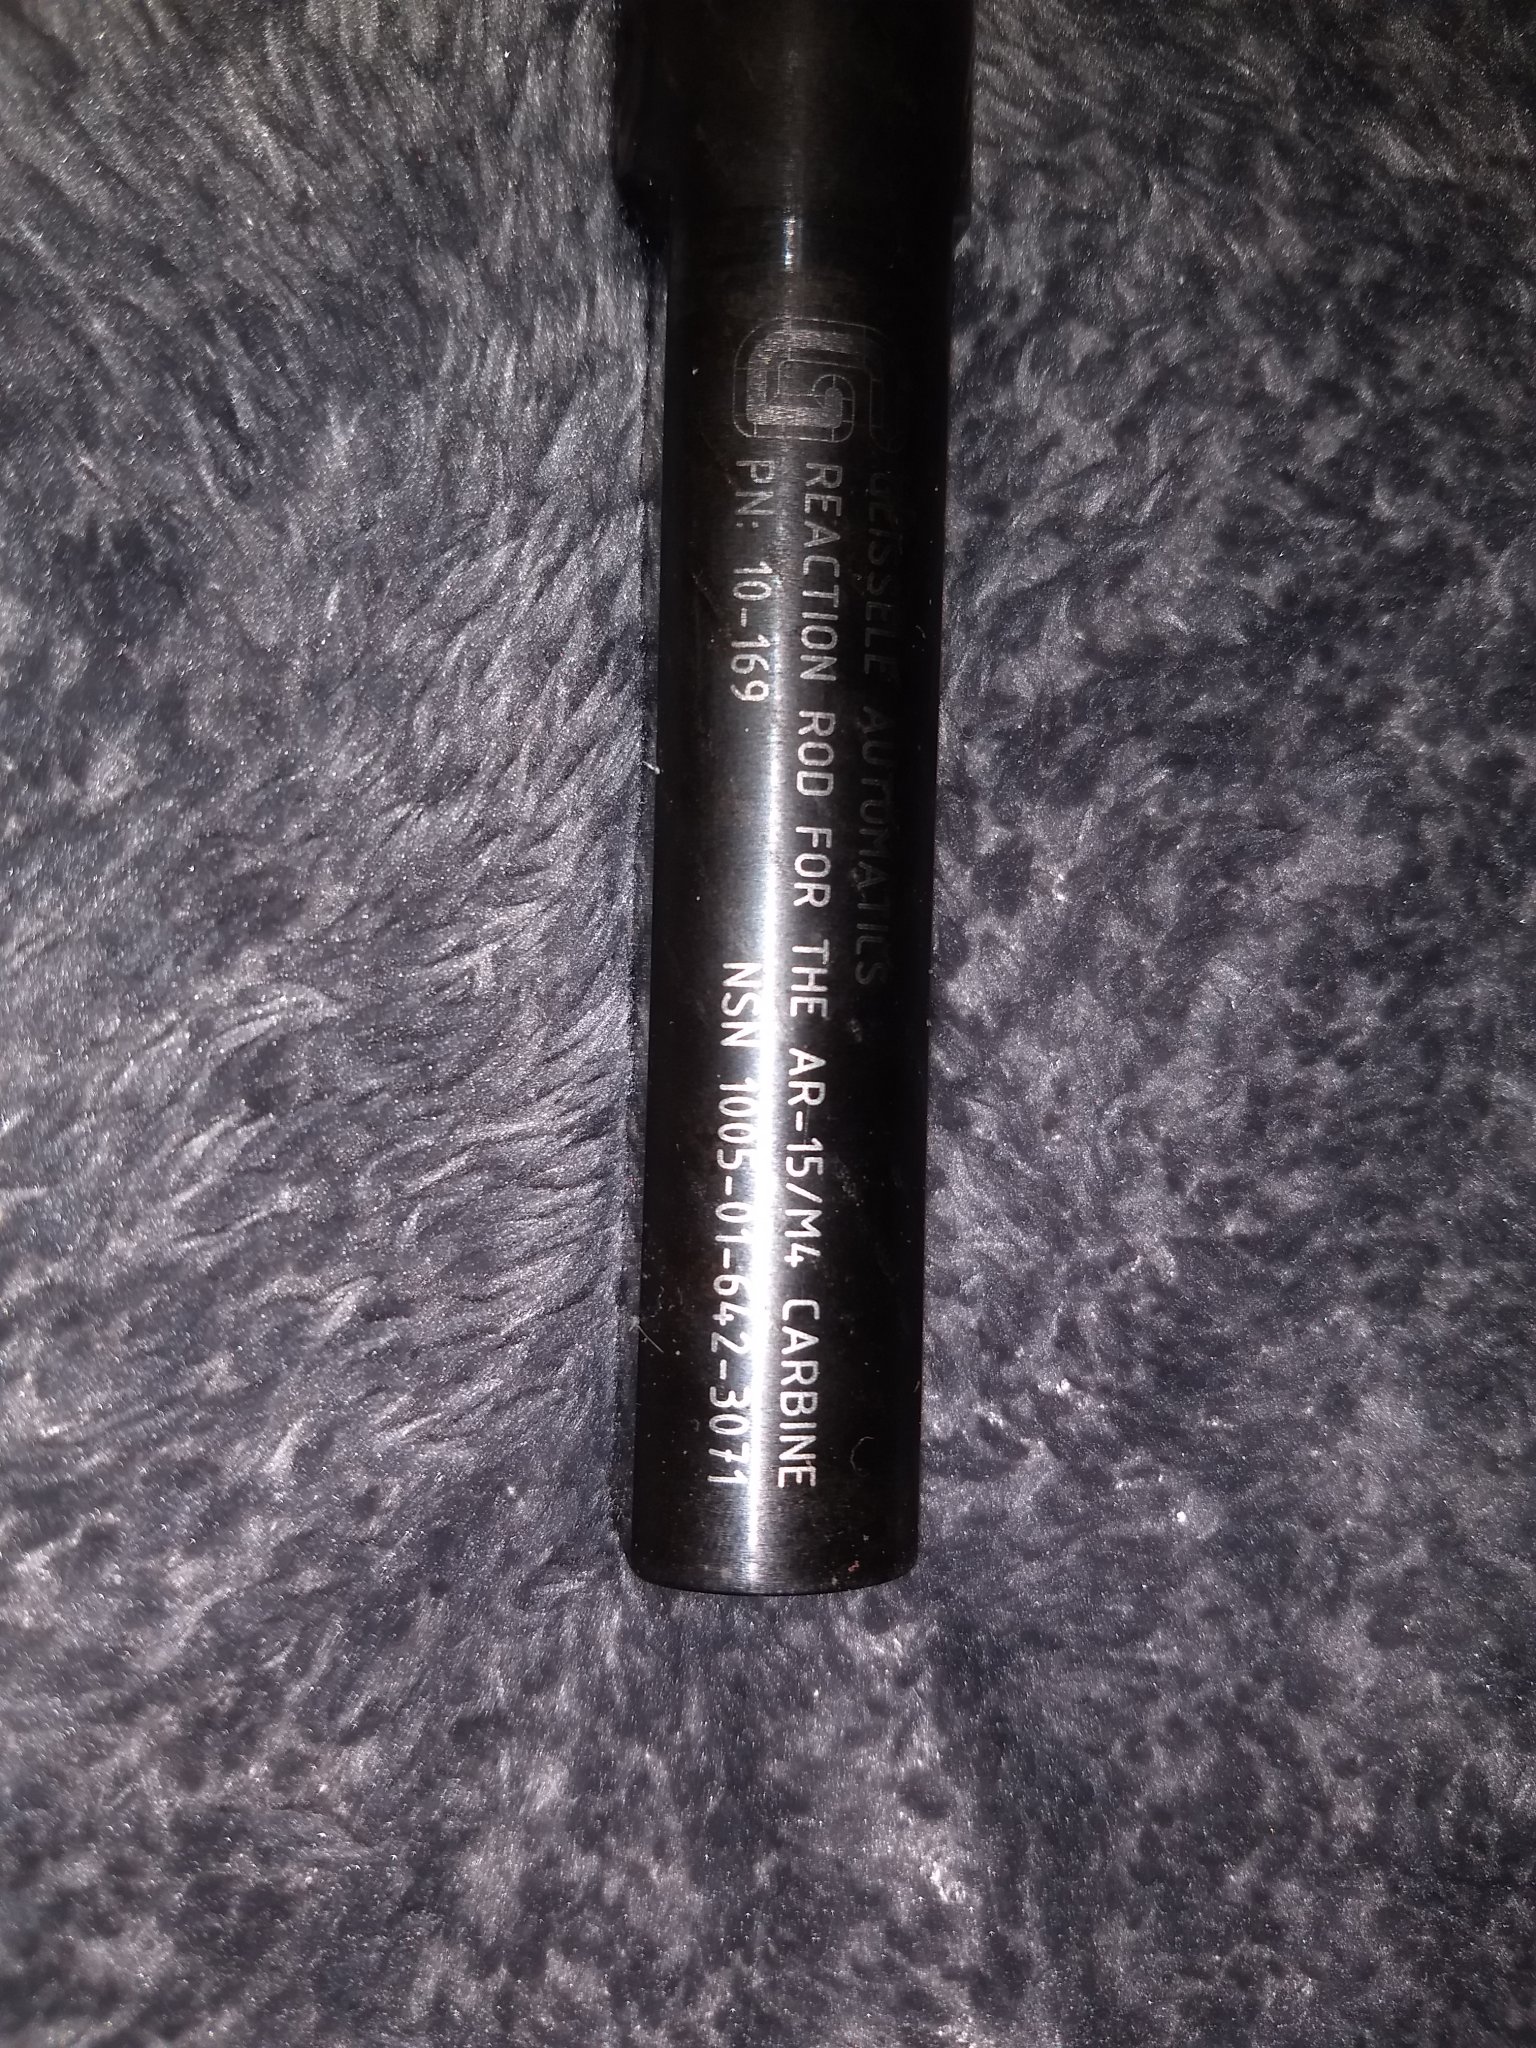 GEISSELE AUTOMATICS
REACTION ROD FOR THE AR-15/M4 CARBINE
PN: 10-169 NSN 1005-01-642-3071